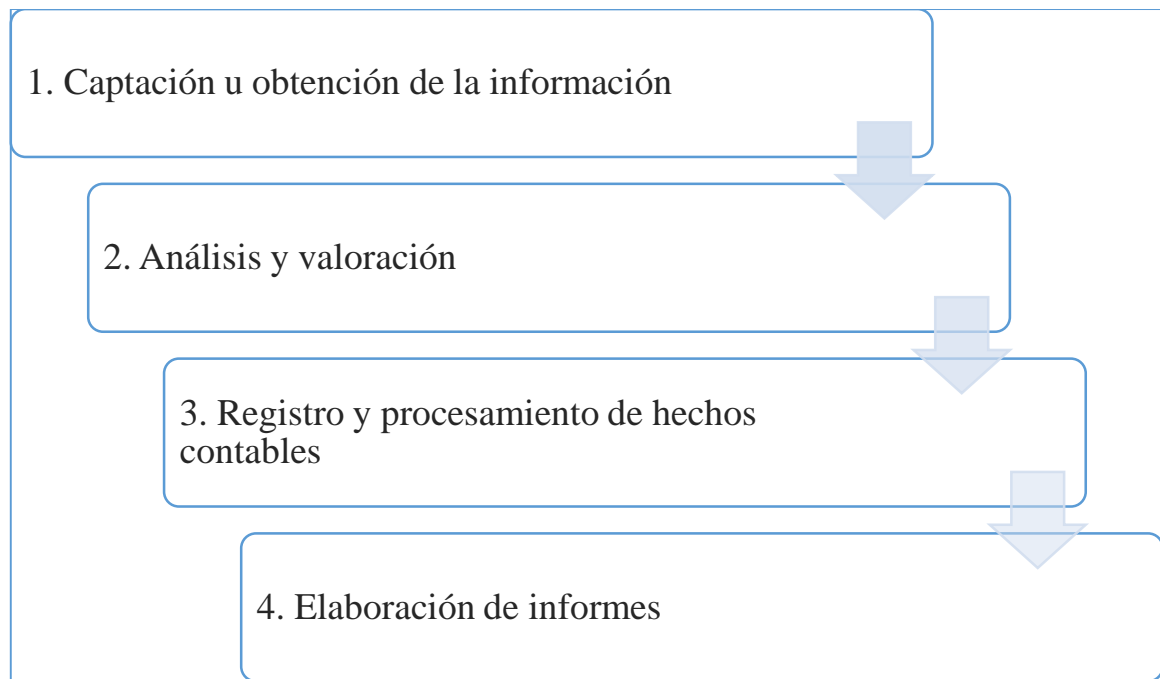 1. Captación u obtención de la información
2. Análisis y valoración
3. Registro y procesamiento de hechos
contables
4. Elaboración de informes